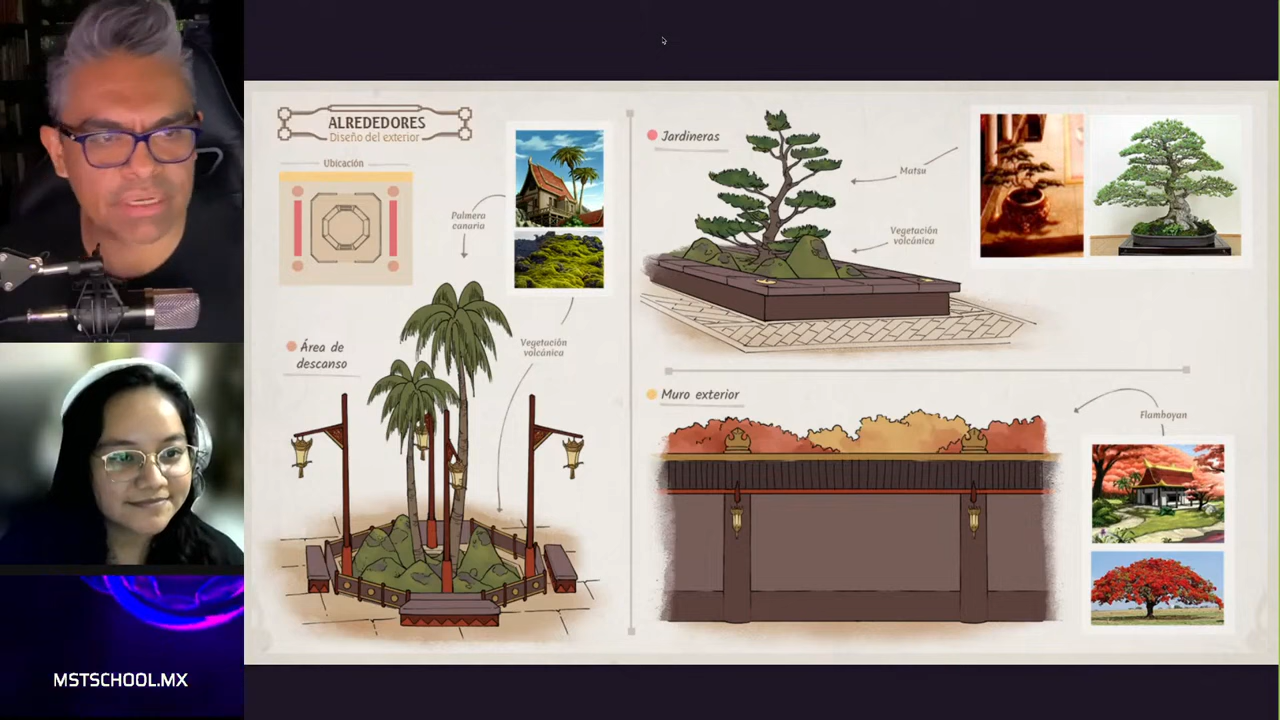 ALREDEDORES
Diseño del exterior
Ubicación
Palmera
canaria
Área de
descanso
Vegetación
volcánica
Jardineras
Matsu
Vegetación
volcánica
Muro exterior
Flamboyan
MSTSCHOOL.MX